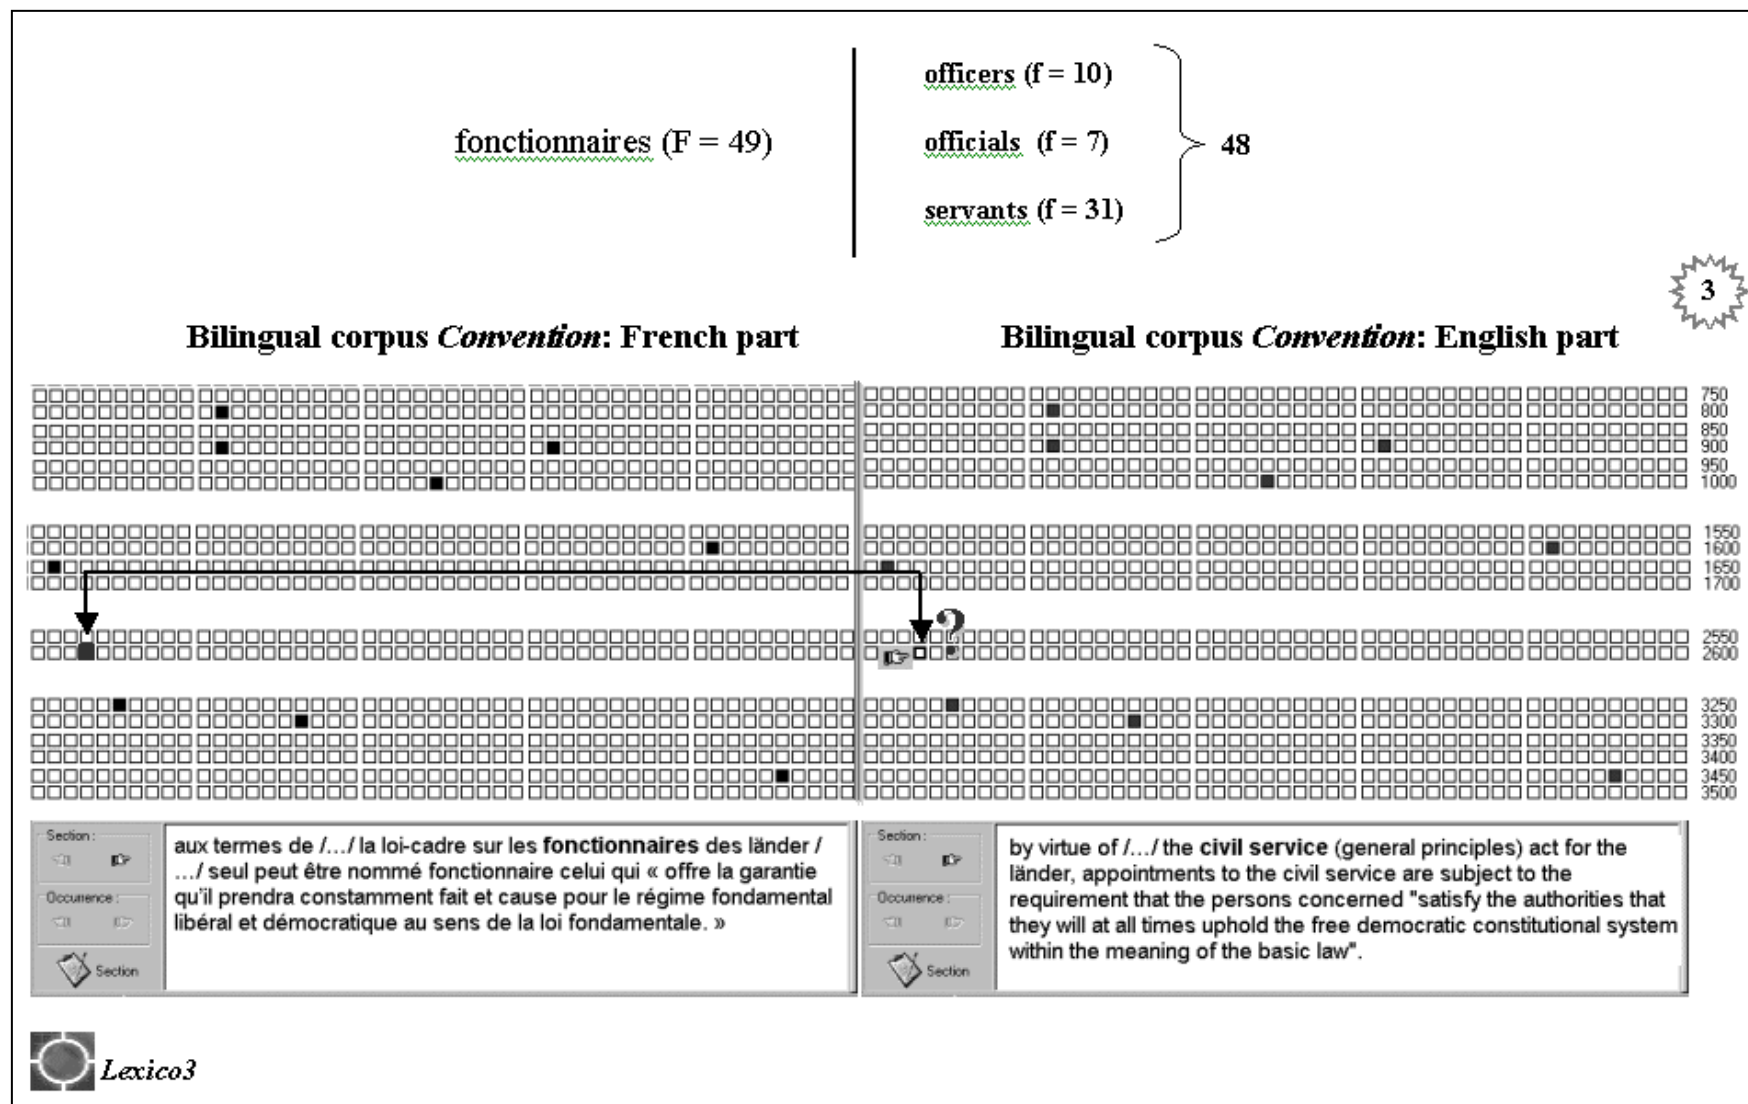 officers (f = 10)
fonctionnaires (F = 49)
officials (f = 7)
48
servants (f = 31)
3
Bilingual corpus Convention: French part
Bilingual corpus Convention: English part
750
800
850
900
950
1000
1550
1600
1650
1700
?
2550
2600
3250
3300
3350
3400
3450
3500
Section :
Occurrence :
Section
aux termes de /…/ la loi-cadre sur les fonctionnaires des länder /
…/ seul peut être nommé fonctionnaire celui qui « offre la garantie
qu'il prendra constamment fait et cause pour le régime fondamental
libéral et démocratique au sens de la loi fondamentale. »
Section :
Occurrence :
Section
by virtue of /…/ the civil service (general principles) act for the
länder, appointments to the civil service are subject to the
requirement that the persons concerned "satisfy the authorities that
they will at all times uphold the free democratic constitutional system
within the meaning of the basic law".
Lexico3